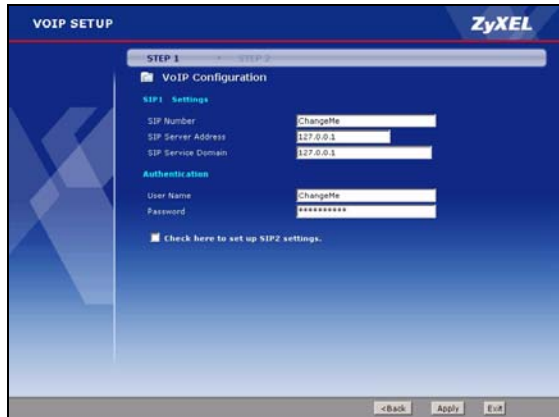 VOIP SETUP
ZyXEL
STEP 1 STEP 2
VoIP Configuration
SIP1 Settings
SIP Number ChangeMe
SIP Server Address 127.0.0.1
SIP Service Domain 127.0.0.1
Authentication
User Name ChangeMe
Password **********
Check here to set up SIP2 settings.
<Back Apply Exit